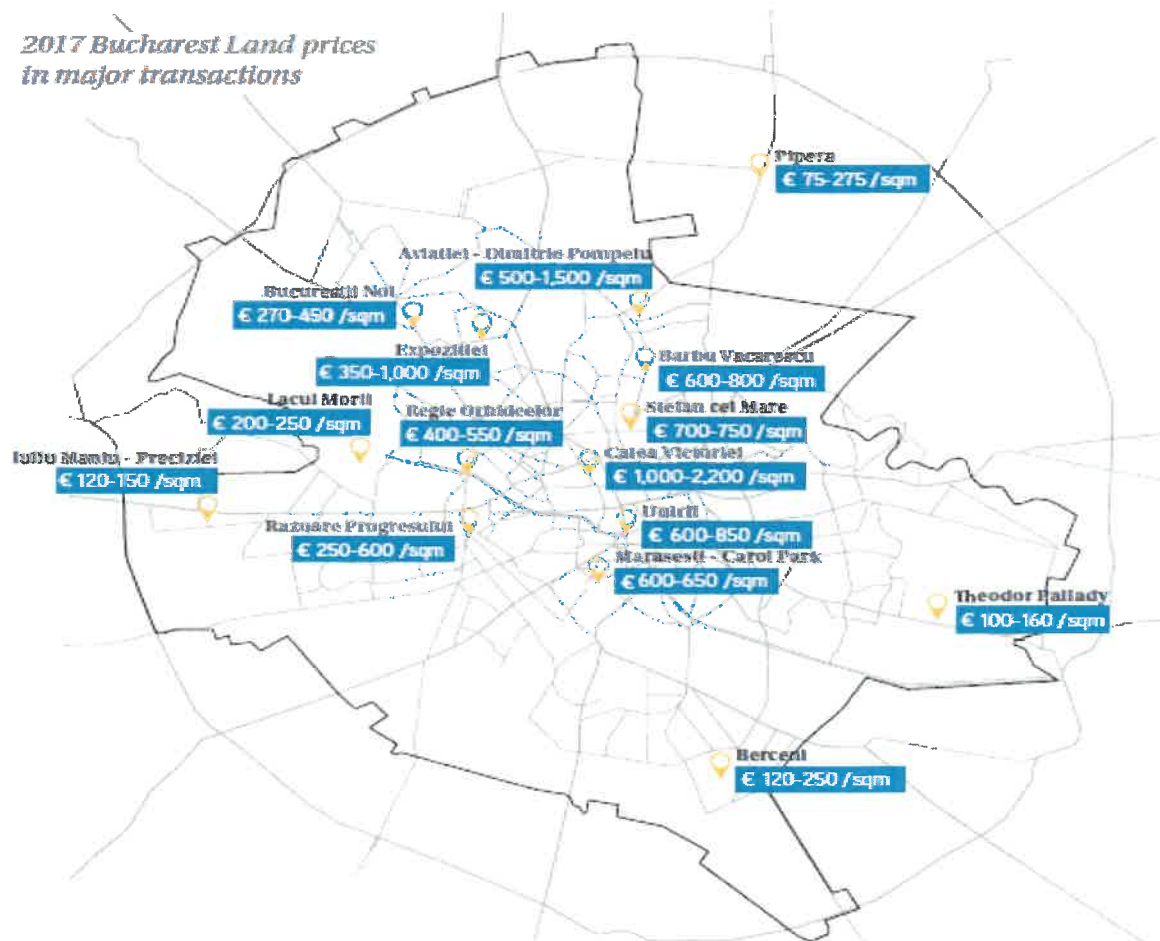 2017 Bucharest Land prices
in major transactions
Pipera
€ 75-275 /sqm
Aviatiei - Dimitrie Pompeiu
€ 500-1,500 /sqm
Bucurestii Noi
€ 270-450 /sqm
Expozitiei
€ 350-1,000 /sqm
Barbu Vacarescu
€ 600-800 /sqm
Lacul Morii
€ 200-250 /sqm
Regie Orhideelor
€ 400-550 /sqm
Stefan cel Mare
€ 700-750 /sqm
Iuliu Maniu - Preciziei
€ 120-150 /sqm
Calea Victoriei
€ 1,000-2,200 /sqm
Razoare Progresului
€ 250-600 /sqm
Unirii
€ 600-850 /sqm
Marasesti - Carol Park
€ 600-650 /sqm
Theodor Pallady
€ 100-160 /sqm
Berceni
€ 120-250 /sqm